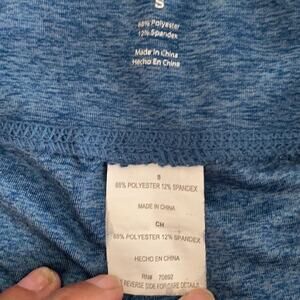 S
88% Polyester
12% Spandex
Made in China
Hecho En China
S
88% POLYESTER 12% SPANDEX
MADE IN CHINA
CH
88% POLYESTER 12% SPANDEX
HECHO EN CHINA
RN# 70892
REVERSE SIDE FOR CARE DETAILS